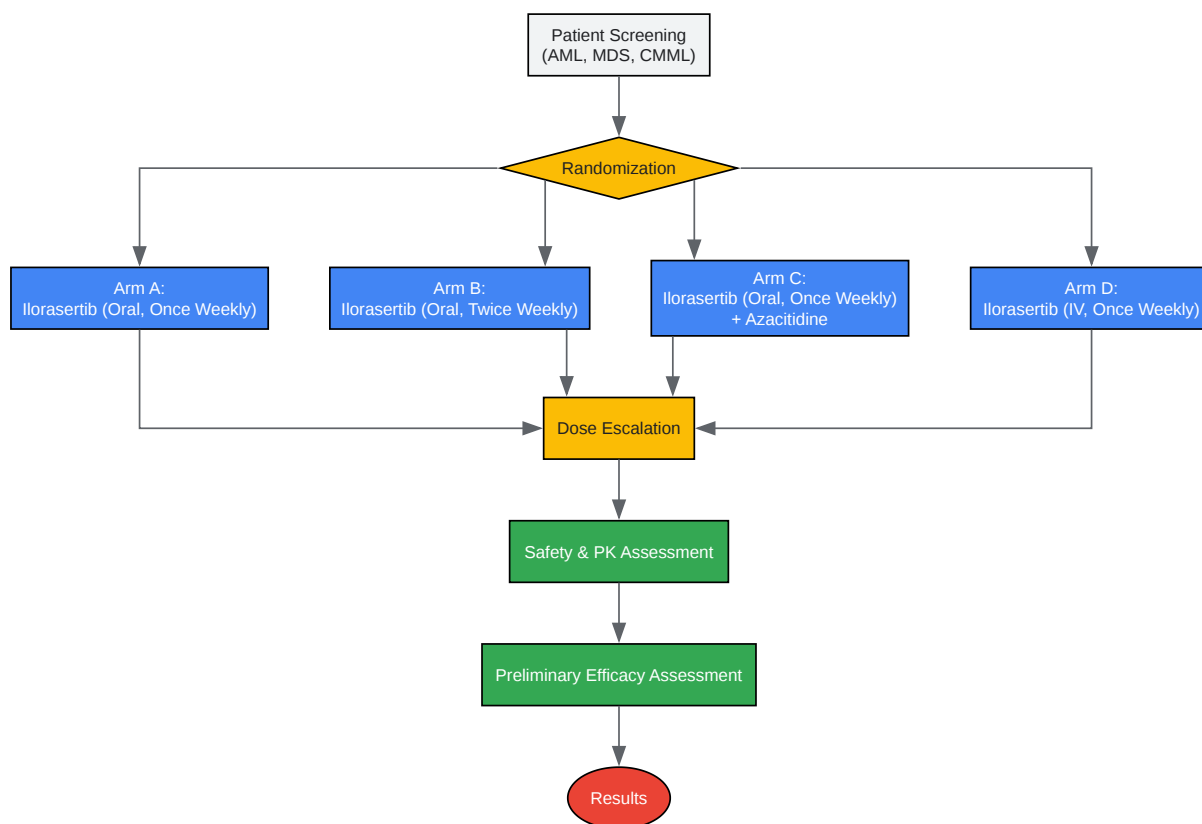 Patient Screening
(AML, MDS, CMML)
Randomization
Arm A:
Ilorasertib (Oral, Once Weekly)
Arm B:
Ilorasertib (Oral, Twice Weekly)
Arm C:
Ilorasertib (Oral, Once Weekly)
+ Azacitidine
Arm D:
Ilorasertib (IV, Once Weekly)
Dose Escalation
Safety & PK Assessment
Preliminary Efficacy Assessment
Results